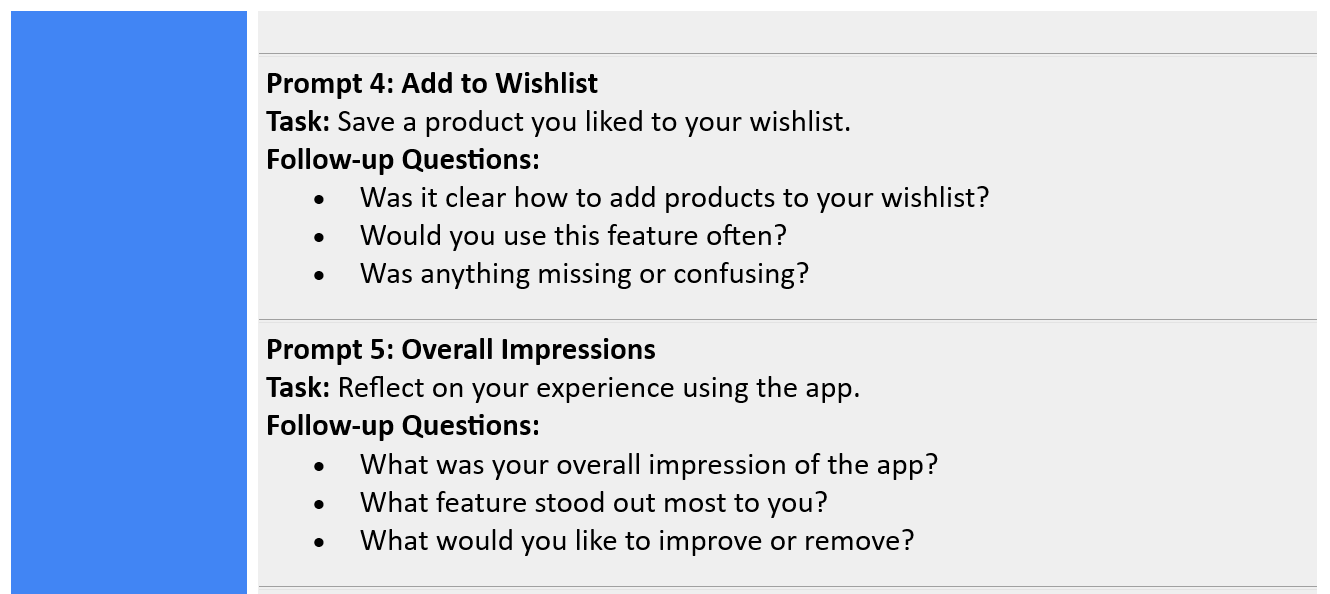 Prompt 4: Add to Wishlist
Task: Save a product you liked to your wishlist.
Follow-up Questions:
• Was it clear how to add products to your wishlist?
• Would you use this feature often?
• Was anything missing or confusing?
Prompt 5: Overall Impressions
Task: Reflect on your experience using the app.
Follow-up Questions:
• What was your overall impression of the app?
• What feature stood out most to you?
• What would you like to improve or remove?